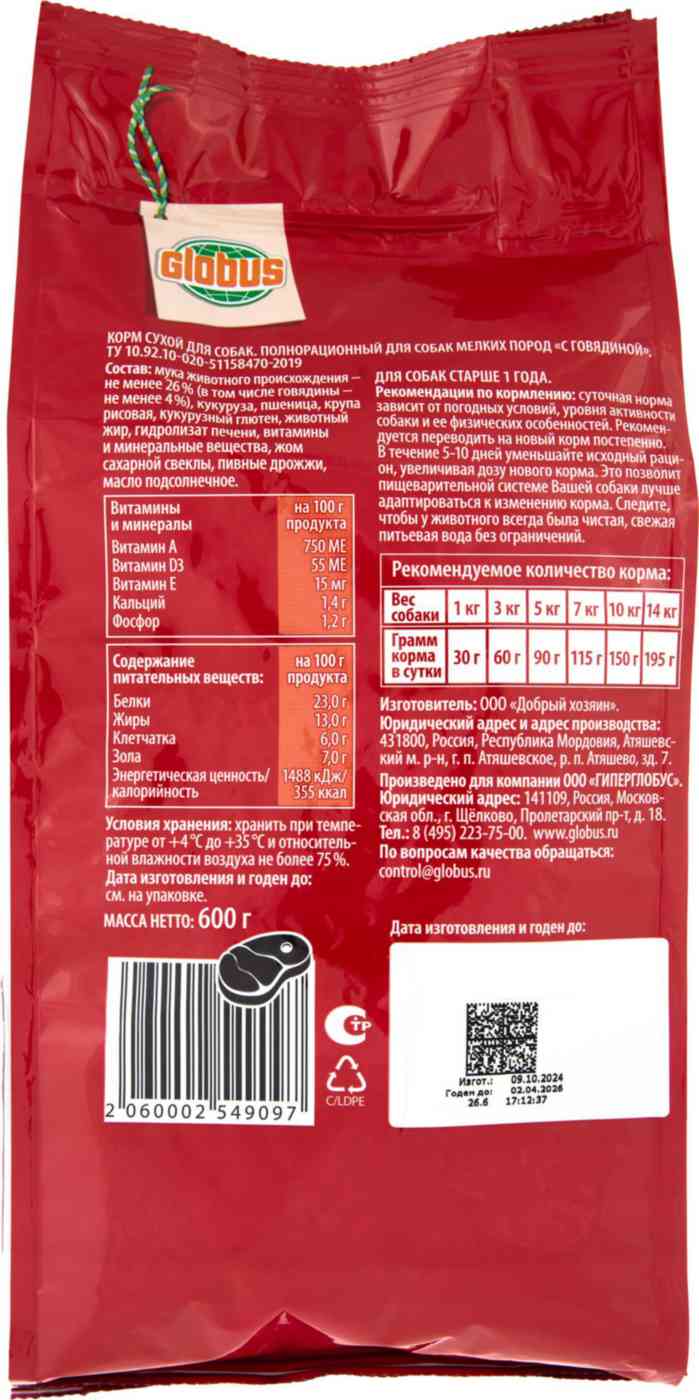 Globus
КОРМ СУХОЙ ДЛЯ СОБАК. ПОЛНОРАЦИОННЫЙ ДЛЯ СОБАК МЕЛКИХ ПОРОД «С ГОВЯДИНОЙ».
ТУ 10.92.10-020-51158470-2019
Состав: мука животного происхождения –
не менее 26% (в том числе говядины –
не менее 4%), кукуруза, пшеница, крупа
рисовая, кукурузный глютен, животный
жир, гидролизат печени, витамины
и минеральные вещества, жом
сахарной свеклы, пивные дрожжи,
масло подсолнечное.
Витамины на 100 г
и минералы продукта
Витамин A 750 МЕ
Витамин D3 55 МЕ
Витамин E 15 мг
Кальций 1,4 г
Фосфор 1,2 г
Содержание на 100 г
питательных веществ: продукта
Белки 23,0 г
Жиры 13,0 г
Клетчатка 6,0 г
Зола 7,0 г
Энергетическая ценность/ 1488 кДж/
калорийность 355 ккал
Условия хранения: хранить при темпе-
ратуре от +4°C до +35°C и относитель-
ной влажности воздуха не более 75%.
Дата изготовления и годен до:
см. на упаковке.
МАССА НЕТТО: 600 г
2 060002 549097
СТР
C/LDPE
ДЛЯ СОБАК СТАРШЕ 1 ГОДА.
Рекомендации по кормлению: суточная норма
зависит от погодных условий, уровня активности
собаки и ее физических особенностей. Рекомен-
дуется переводить на новый корм постепенно.
В течение 5-10 дней уменьшайте исходный раци-
он, увеличивая дозу нового корма. Это позволит
пищеварительной системе Вашей собаки лучше
адаптироваться к изменению корма. Следите,
чтобы у животного всегда была чистая, свежая
питьевая вода без ограничений.
Рекомендуемое количество корма:
Вес собаки 1 кг 3 кг 5 кг 7 кг 10 кг 14 кг
Грамм корма в сутки 30 г 60 г 90 г 115 г 150 г 195 г
Изготовитель: ООО «Добрый хозяин».
Юридический адрес и адрес производства:
431800, Россия, Республика Мордовия, Атяшевс-
кий м. р-н, г. п. Атяшевское, р. п. Атяшево, зд. 7.
Произведено для компании ООО «ГИПЕРГЛОБУС».
Юридический адрес: 141109, Россия, Москов-
ская обл., г. Щёлково, Пролетарский пр-т, д. 18.
Тел.: 8 (495) 223-75-00. www.globus.ru
По вопросам качества обращаться:
control@globus.ru
Дата изготовления и годен до:
Изгот.: 09.10.2024
Годен до: 02.04.2026
26.6 17:12:37